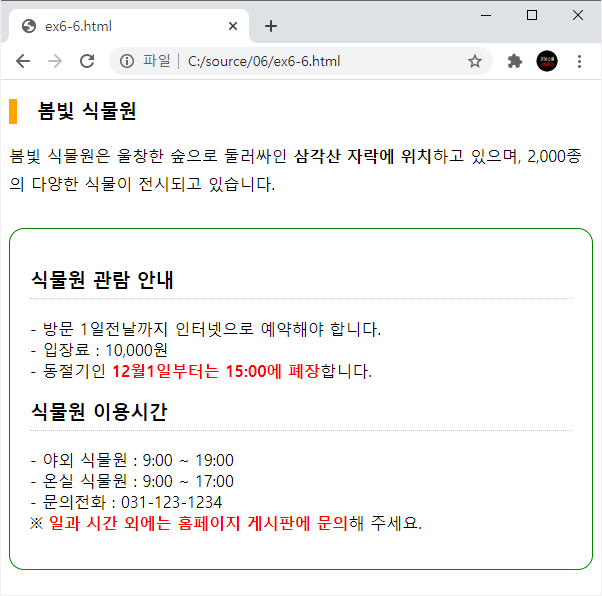 ex6-6.html
파일 C:/source/06/ex6-6.html
봄빛 식물원
봄빛 식물원은 울창한 숲으로 둘러싸인 삼각산 자락에 위치하고 있으며, 2,000종
의 다양한 식물이 전시되고 있습니다.
식물원 관람 안내
- 방문 1일전날까지 인터넷으로 예약해야 합니다.
- 입장료 : 10,000원
- 동절기인 12월1일부터는 15:00에 폐장합니다.
식물원 이용시간
- 야외 식물원 : 9:00 ~ 19:00
- 온실 식물원 : 9:00 ~ 17:00
- 문의전화 : 031-123-1234
※ 일과 시간 외에는 홈페이지 게시판에 문의해 주세요.